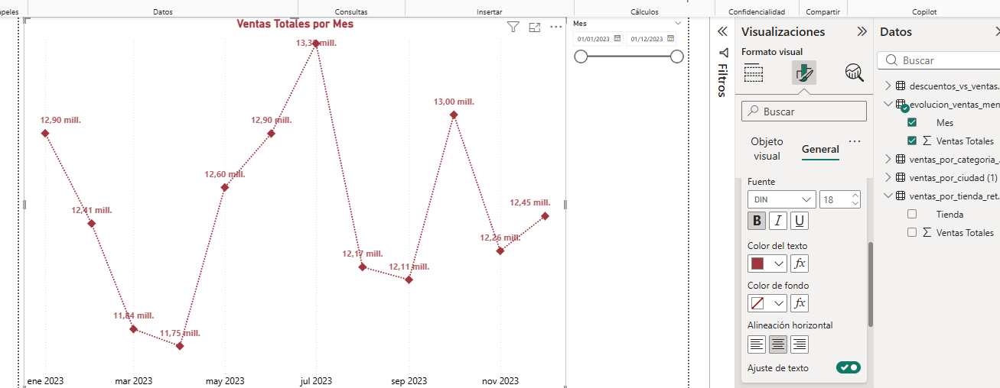 Datos
Consultas
Insertar
Cálculos
Confidencialidad
Compartir
Copilot
Ventas Totales por Mes
12,90 mill.
12,41 mill.
11,84 mill.
11,75 mill.
12,60 mill.
12,90 mill.
12,17 mill.
12,11 mill.
13,00 mill.
12,26 mill.
12,45 mill.
ene 2023
mar 2023
may 2023
jul 2023
sep 2023
nov 2023
Mes
01/01/2023
01/12/2023
Filtros
Visualizaciones
Formato visual
Buscar
Objeto
visual
General
Fuente
DIN
18
B I U
Color del texto
fx
Color de fondo
fx
Alineación horizontal
Ajuste de texto
Datos
Buscar
descuentos_vs_ventas.
evolucion_ventas_men
Mes
Ventas Totales
ventas_por_categoria_
ventas_por_ciudad (1)
ventas_por_tienda_ret.
Tienda
Ventas Totales